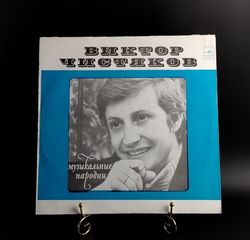 ВИКТОР
ЧИСТЯКОВ
музыкальные
пародии